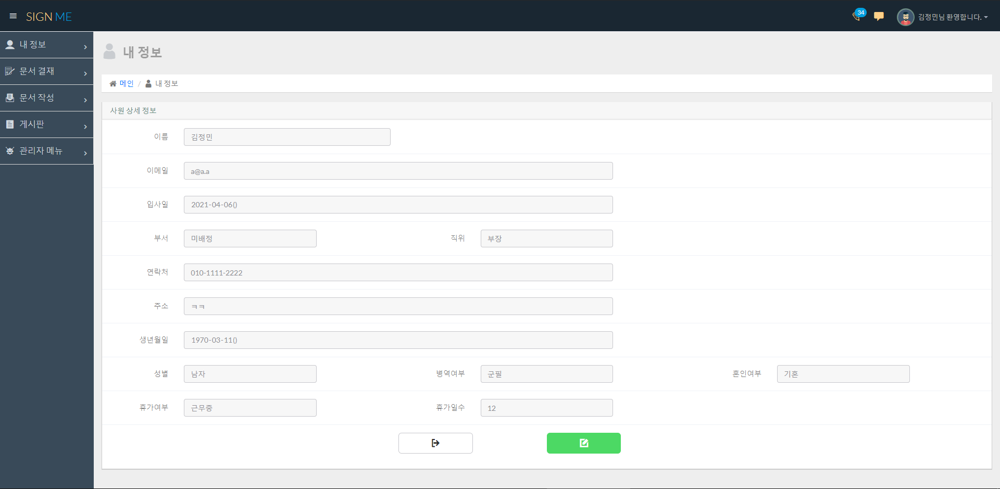 SIGN ME
34
김정민님 환영합니다.
내 정보
문서 결재
문서 작성
게시판
관리자 메뉴
내 정보
메인 / 내 정보
사원 상세 정보
이름 김정민
이메일 a@a.a
입사일 2021-04-06()
부서 미배정 직위 부장
연락처 010-1111-2222
주소 ㅋㅋ
생년월일 1970-03-11()
성별 남자 병역여부 군필 혼인여부 기혼
휴가여부 근무중 휴가일수 12